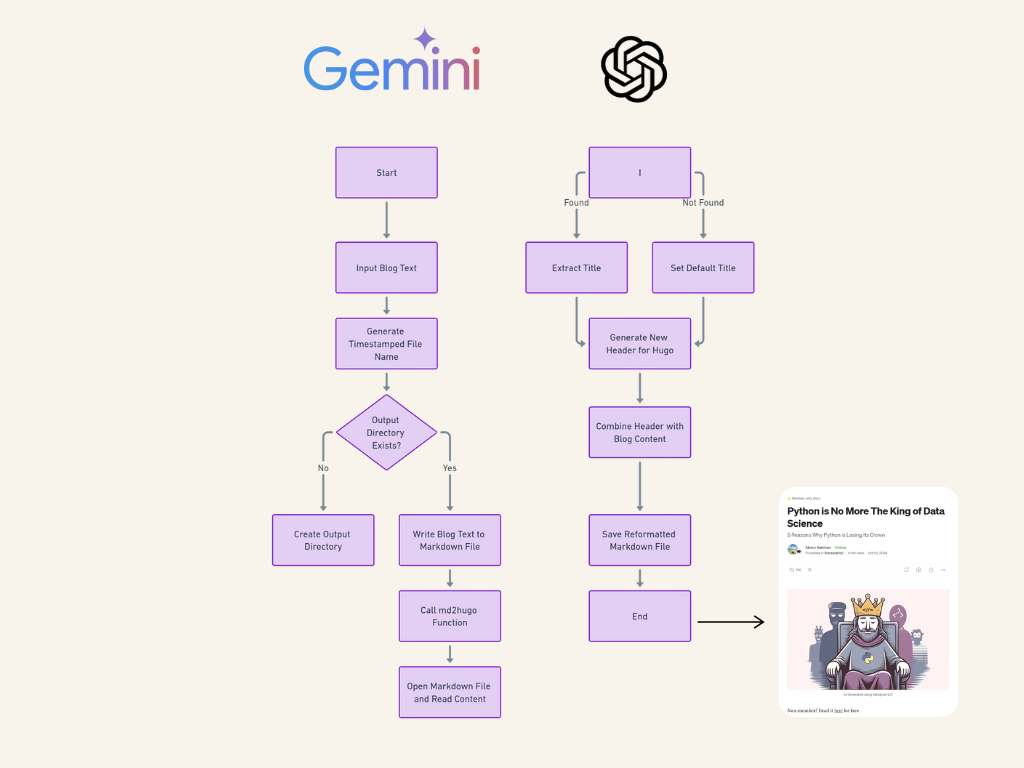 Gemini
Start
Input Blog Text
Generate
Timestamped File
Name
Output
Directory
Exists?
No
Yes
Create Output
Directory
Write Blog Text to
Markdown File
Call md2hugo
Function
Open Markdown File
and Read Content
I
Found
Not Found
Extract Title
Set Default Title
Generate New
Header for Hugo
Combine Header with
Blog Content
Save Reformatted
Markdown File
End
Member-only story
Python is No More The King of Data
Science
5 Reasons Why Python is Losing Its Crown
Follow
Published in
Non-member? Read it here for free